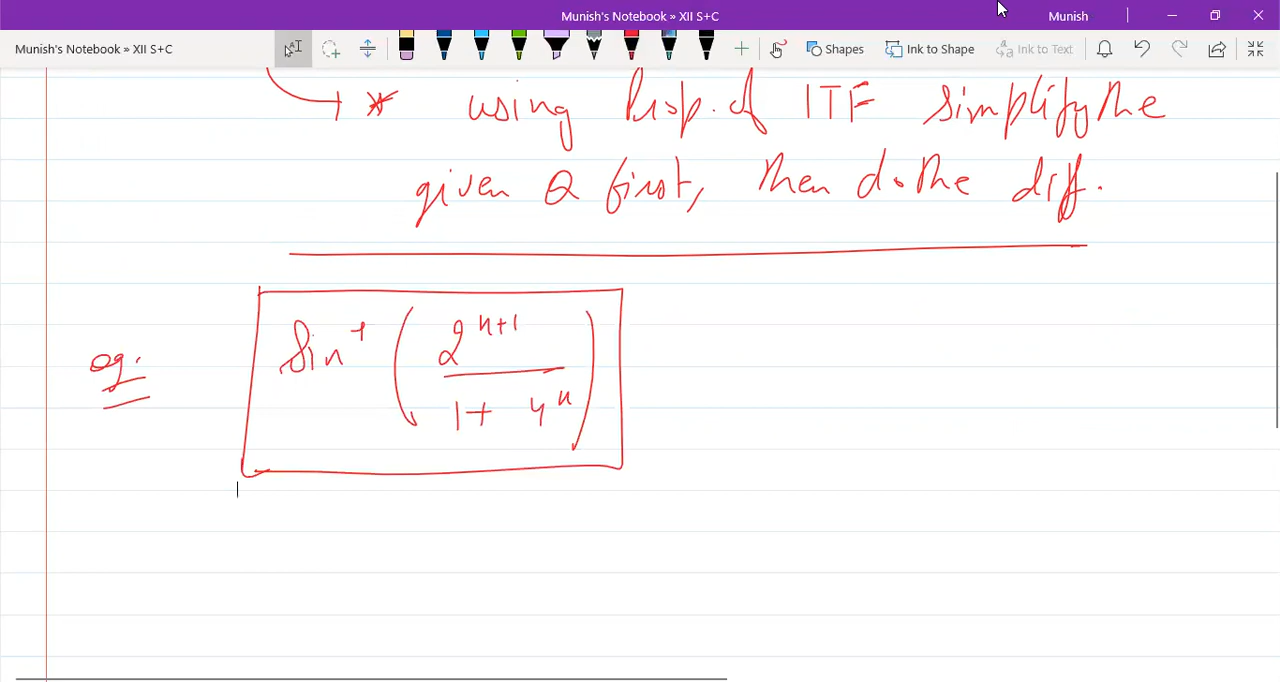 Munish's Notebook » XII S+C
Munish
Munish's Notebook » XII S+C
Shapes
Ink to Shape
Ink to Text
* using Prop. of ITF simplify the
given Q first, then do the diff.
eg:
Sin⁻¹ ( 2ˣ⁺¹ / 1 + 4ˣ )